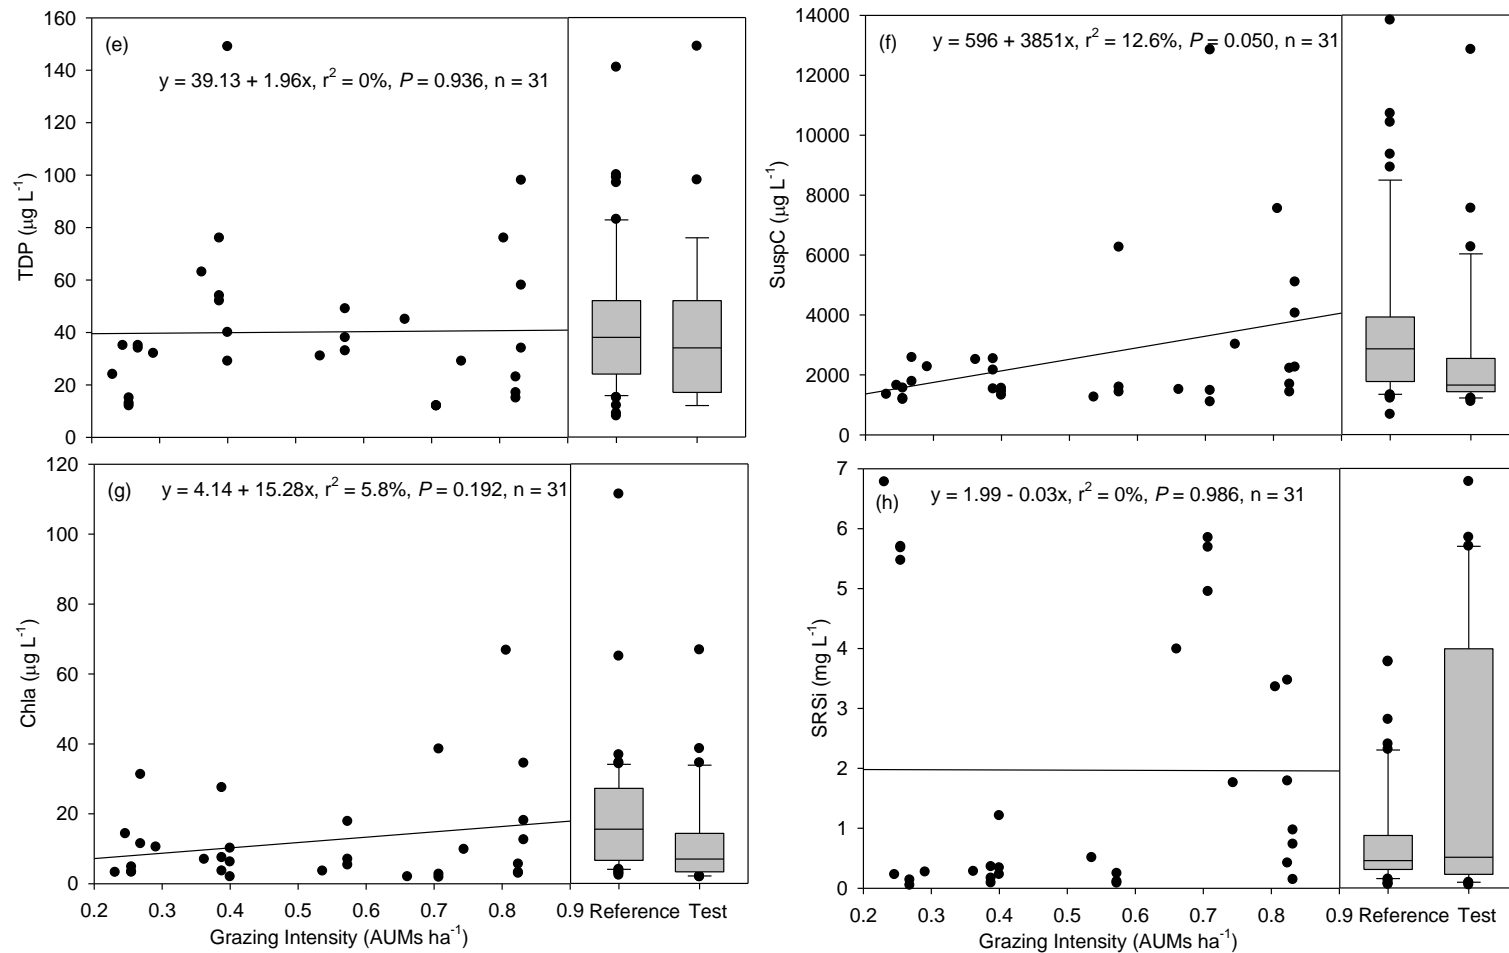 160
140
120
100
80
60
40
20
0
TDP (μg L⁻¹)
(e)
y = 39.13 + 1.96x, r² = 0%, P = 0.936, n = 31
14000
12000
10000
8000
6000
4000
2000
0
SuspC (μg L⁻¹)
(f)
y = 596 + 3851x, r² = 12.6%, P = 0.050, n = 31
120
100
80
60
40
20
0
Chla (μg L⁻¹)
(g)
y = 4.14 + 15.28x, r² = 5.8%, P = 0.192, n = 31
0.2 0.3 0.4 0.5 0.6 0.7 0.8 0.9 Reference Test
Grazing Intensity (AUMs ha⁻¹)
7
6
5
4
3
2
1
0
SRSi (mg L⁻¹)
(h)
y = 1.99 - 0.03x, r² = 0%, P = 0.986, n = 31
0.2 0.3 0.4 0.5 0.6 0.7 0.8 0.9 Reference Test
Grazing Intensity (AUMs ha⁻¹)